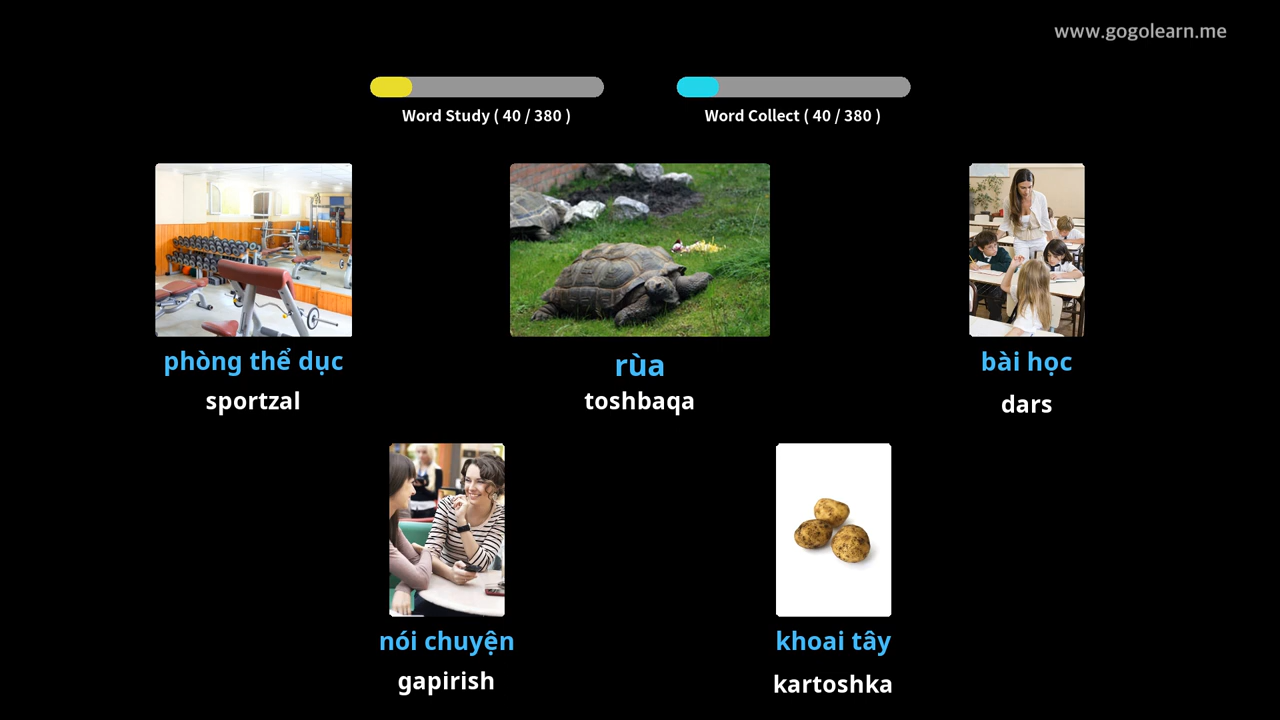 www.gogolearn.me
Word Study ( 40 / 380 )
Word Collect ( 40 / 380 )
phòng thể dục
sportzal
rùa
toshbaqa
bài học
dars
nói chuyện
gapirish
khoai tây
kartoshka